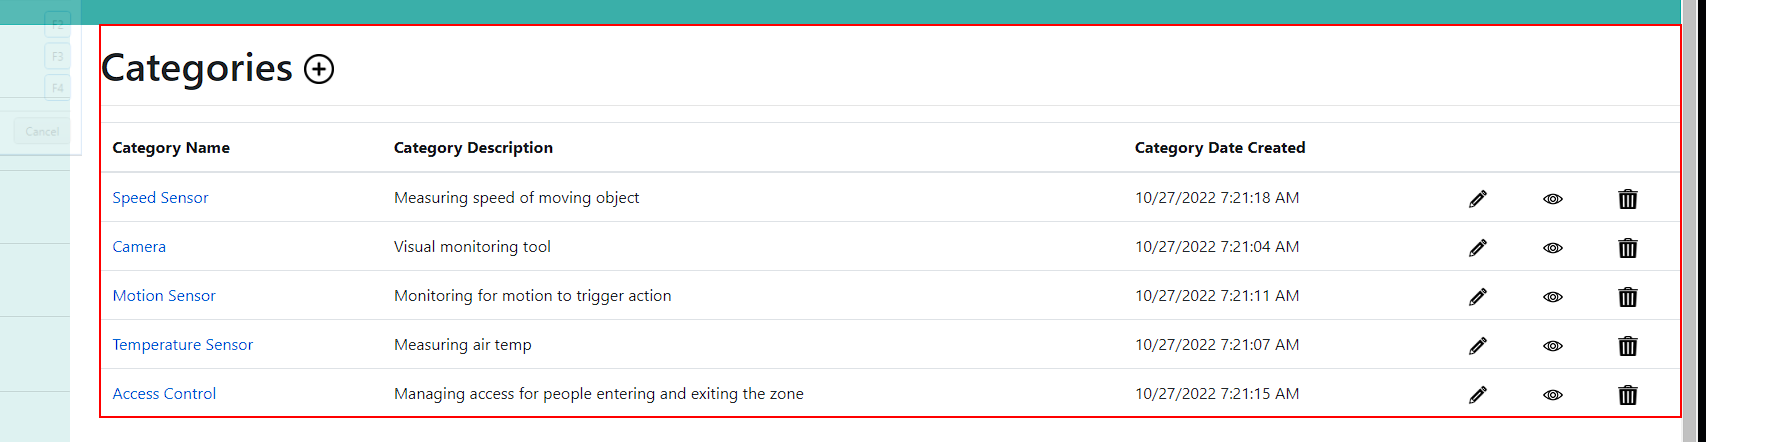 F2
F3
F4
Cancel
Categories
Category Name Category Description Category Date Created
Speed Sensor Measuring speed of moving object 10/27/2022 7:21:18 AM
Camera Visual monitoring tool 10/27/2022 7:21:04 AM
Motion Sensor Monitoring for motion to trigger action 10/27/2022 7:21:11 AM
Temperature Sensor Measuring air temp 10/27/2022 7:21:07 AM
Access Control Managing access for people entering and exiting the zone 10/27/2022 7:21:15 AM